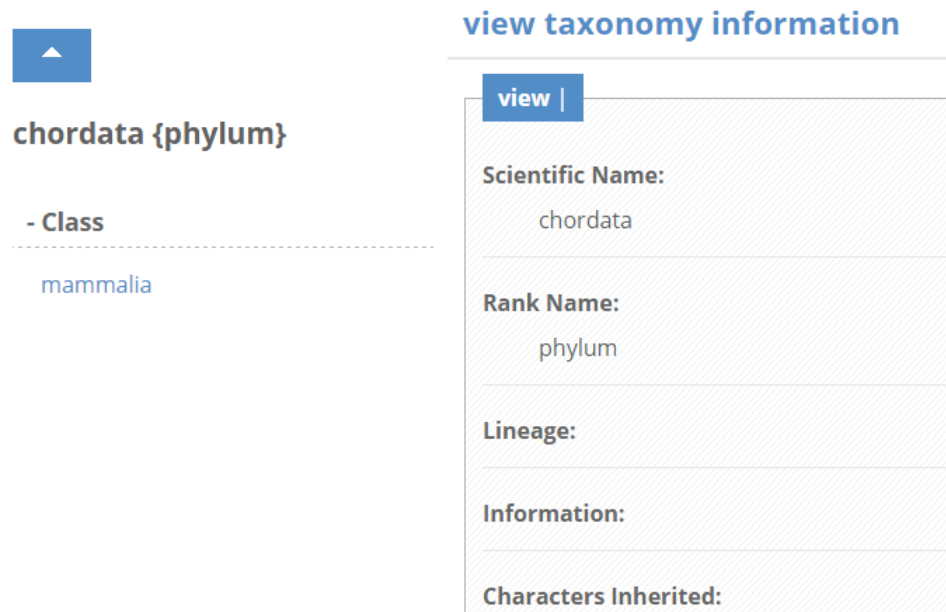 chordata {phylum}
- Class
mammalia
view taxonomy information
view |
Scientific Name:
chordata
Rank Name:
phylum
Lineage:
Information:
Characters Inherited: